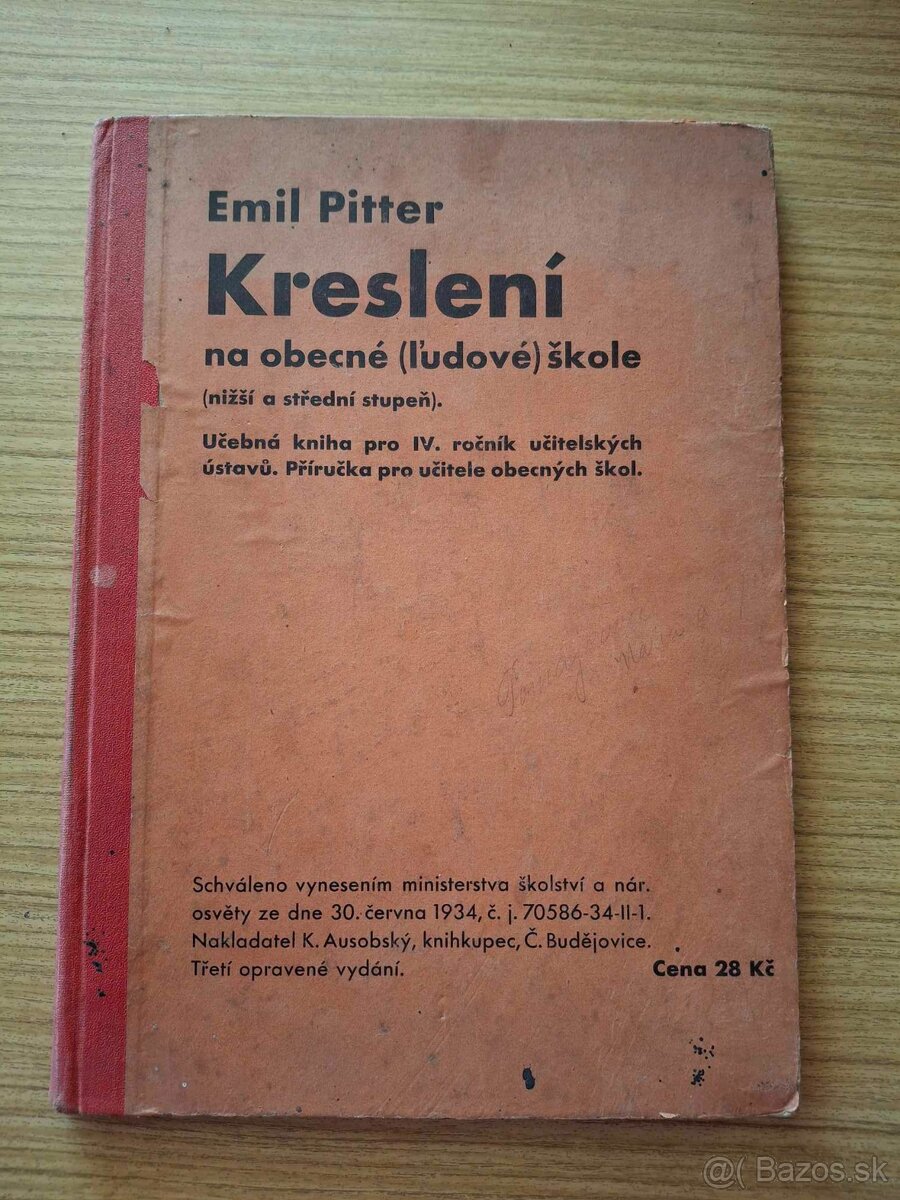 Emil Pitter
Kreslení
na obecné (ľudové) škole
(nižší a střední stupeň).
Učebná kniha pro IV. ročník učitelských
ústavů. Příručka pro učitele obecných škol.
Schváleno vynesením ministerstva školství a nár.
osvěty ze dne 30. června 1934, č. j. 70586-34-II-1.
Nakladatel K. Ausobský, knihkupec, Č. Budějovice.
Třetí opravené vydání.
Cena 28 Kč
@( Bazos.sk